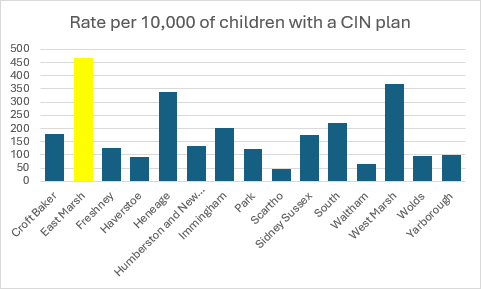 Rate per 10,000 of children with a CIN plan
500
450
400
350
300
250
200
150
100
50
0
Croft Baker
East Marsh
Freshney
Haverstoe
Heneage
Humberston and New...
Immingham
Park
Scartho
Sidney Sussex
South
Waltham
West Marsh
Wolds
Yarborough